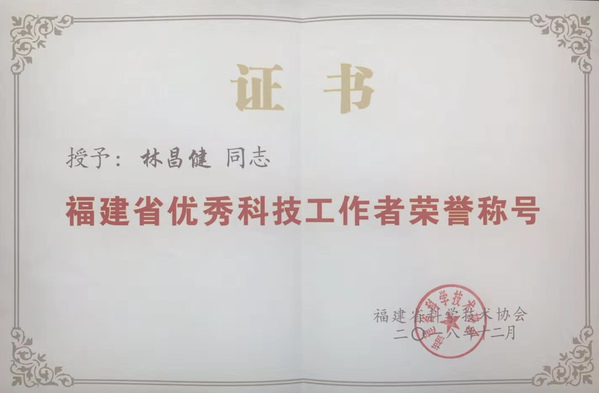 证书
授予：林昌健 同志
福建省优秀科技工作者荣誉称号
福建省科学技术协会
二〇一八年十二月